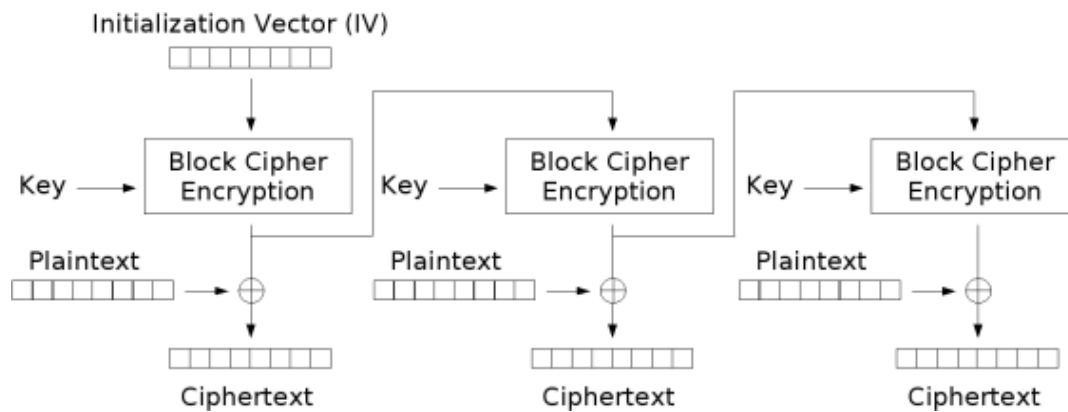 Initialization Vector (IV)
Block Cipher
Encryption
Key
Block Cipher
Encryption
Key
Block Cipher
Encryption
Key
Plaintext
Plaintext
Plaintext
Ciphertext
Ciphertext
Ciphertext